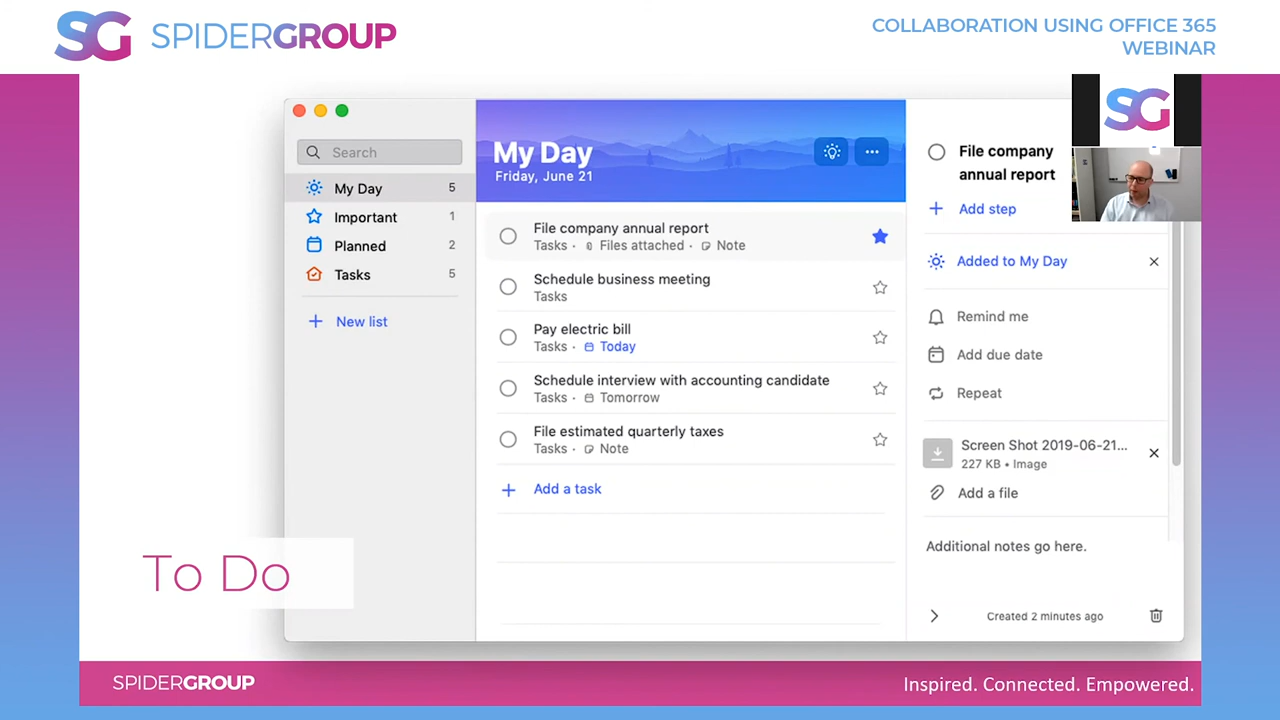 SG SPIDERGROUP
COLLABORATION USING OFFICE 365
WEBINAR
SG
Search
My Day 5
Important 1
Planned 2
Tasks 5
New list
My Day
Friday, June 21
File company annual report
Tasks · Files attached · Note
Schedule business meeting
Tasks
Pay electric bill
Tasks · Today
Schedule interview with accounting candidate
Tasks · Tomorrow
File estimated quarterly taxes
Tasks · Note
Add a task
File company
annual report
Add step
Added to My Day
Remind me
Add due date
Repeat
Screen Shot 2019-06-21...
227 KB • Image
Add a file
Additional notes go here.
Created 2 minutes ago
To Do
SPIDERGROUP
Inspired. Connected. Empowered.